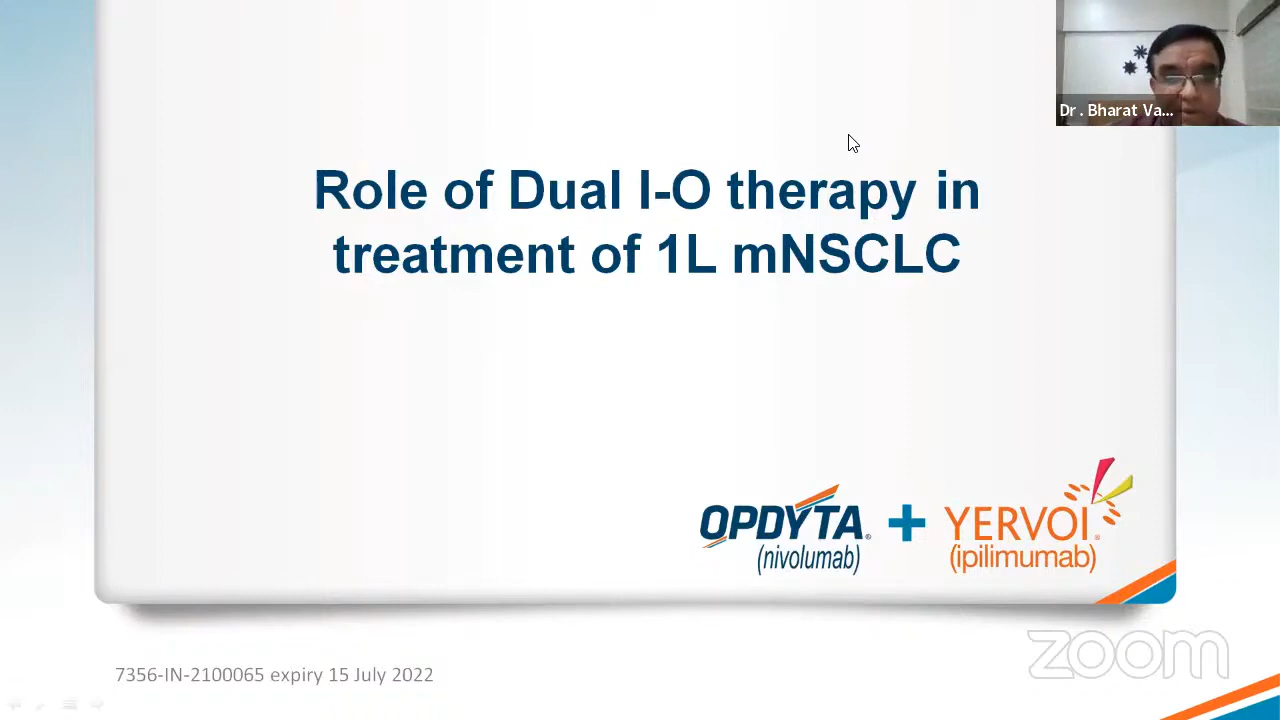 Dr. Bharat Va...
Role of Dual I-O therapy in
treatment of 1L mNSCLC
OPDYTA® + YERVOI®
(nivolumab) (ipilimumab)
zoom
7356-IN-2100065 expiry 15 July 2022